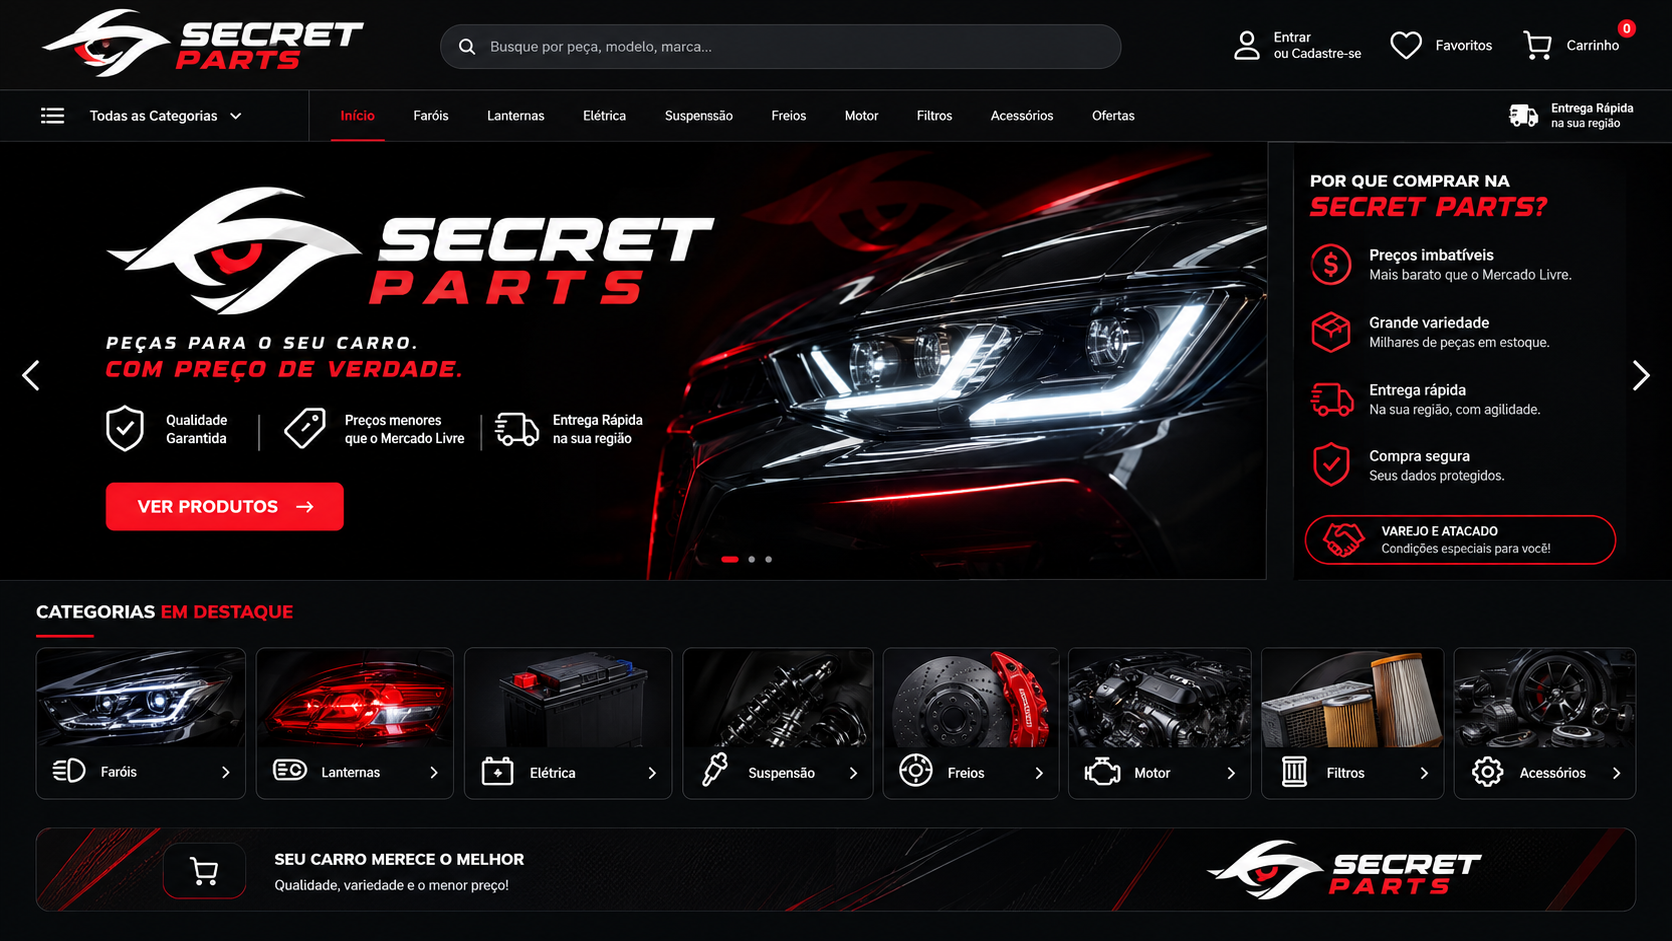 SECRET
PARTS
Busque por peça, modelo, marca...
Entrar
ou Cadastre-se
Favoritos
0
Carrinho
Todas as Categorias
Início
Faróis
Lanternas
Elétrica
Suspenssão
Freios
Motor
Filtros
Acessórios
Ofertas
Entrega Rápida
na sua região
SECRET
PARTS
PEÇAS PARA O SEU CARRO.
COM PREÇO DE VERDADE.
Qualidade
Garantida
Preços menores
que o Mercado Livre
Entrega Rápida
na sua região
VER PRODUTOS
POR QUE COMPRAR NA
SECRET PARTS?
Preços imbatíveis
Mais barato que o Mercado Livre.
Grande variedade
Milhares de peças em estoque.
Entrega rápida
Na sua região, com agilidade.
Compra segura
Seus dados protegidos.
VAREJO E ATACADO
Condições especiais para você!
CATEGORIAS EM DESTAQUE
Faróis
Lanternas
Elétrica
Suspensão
Freios
Motor
Filtros
Acessórios
SEU CARRO MERECE O MELHOR
Qualidade, variedade e o menor preço!
SECRET
PARTS